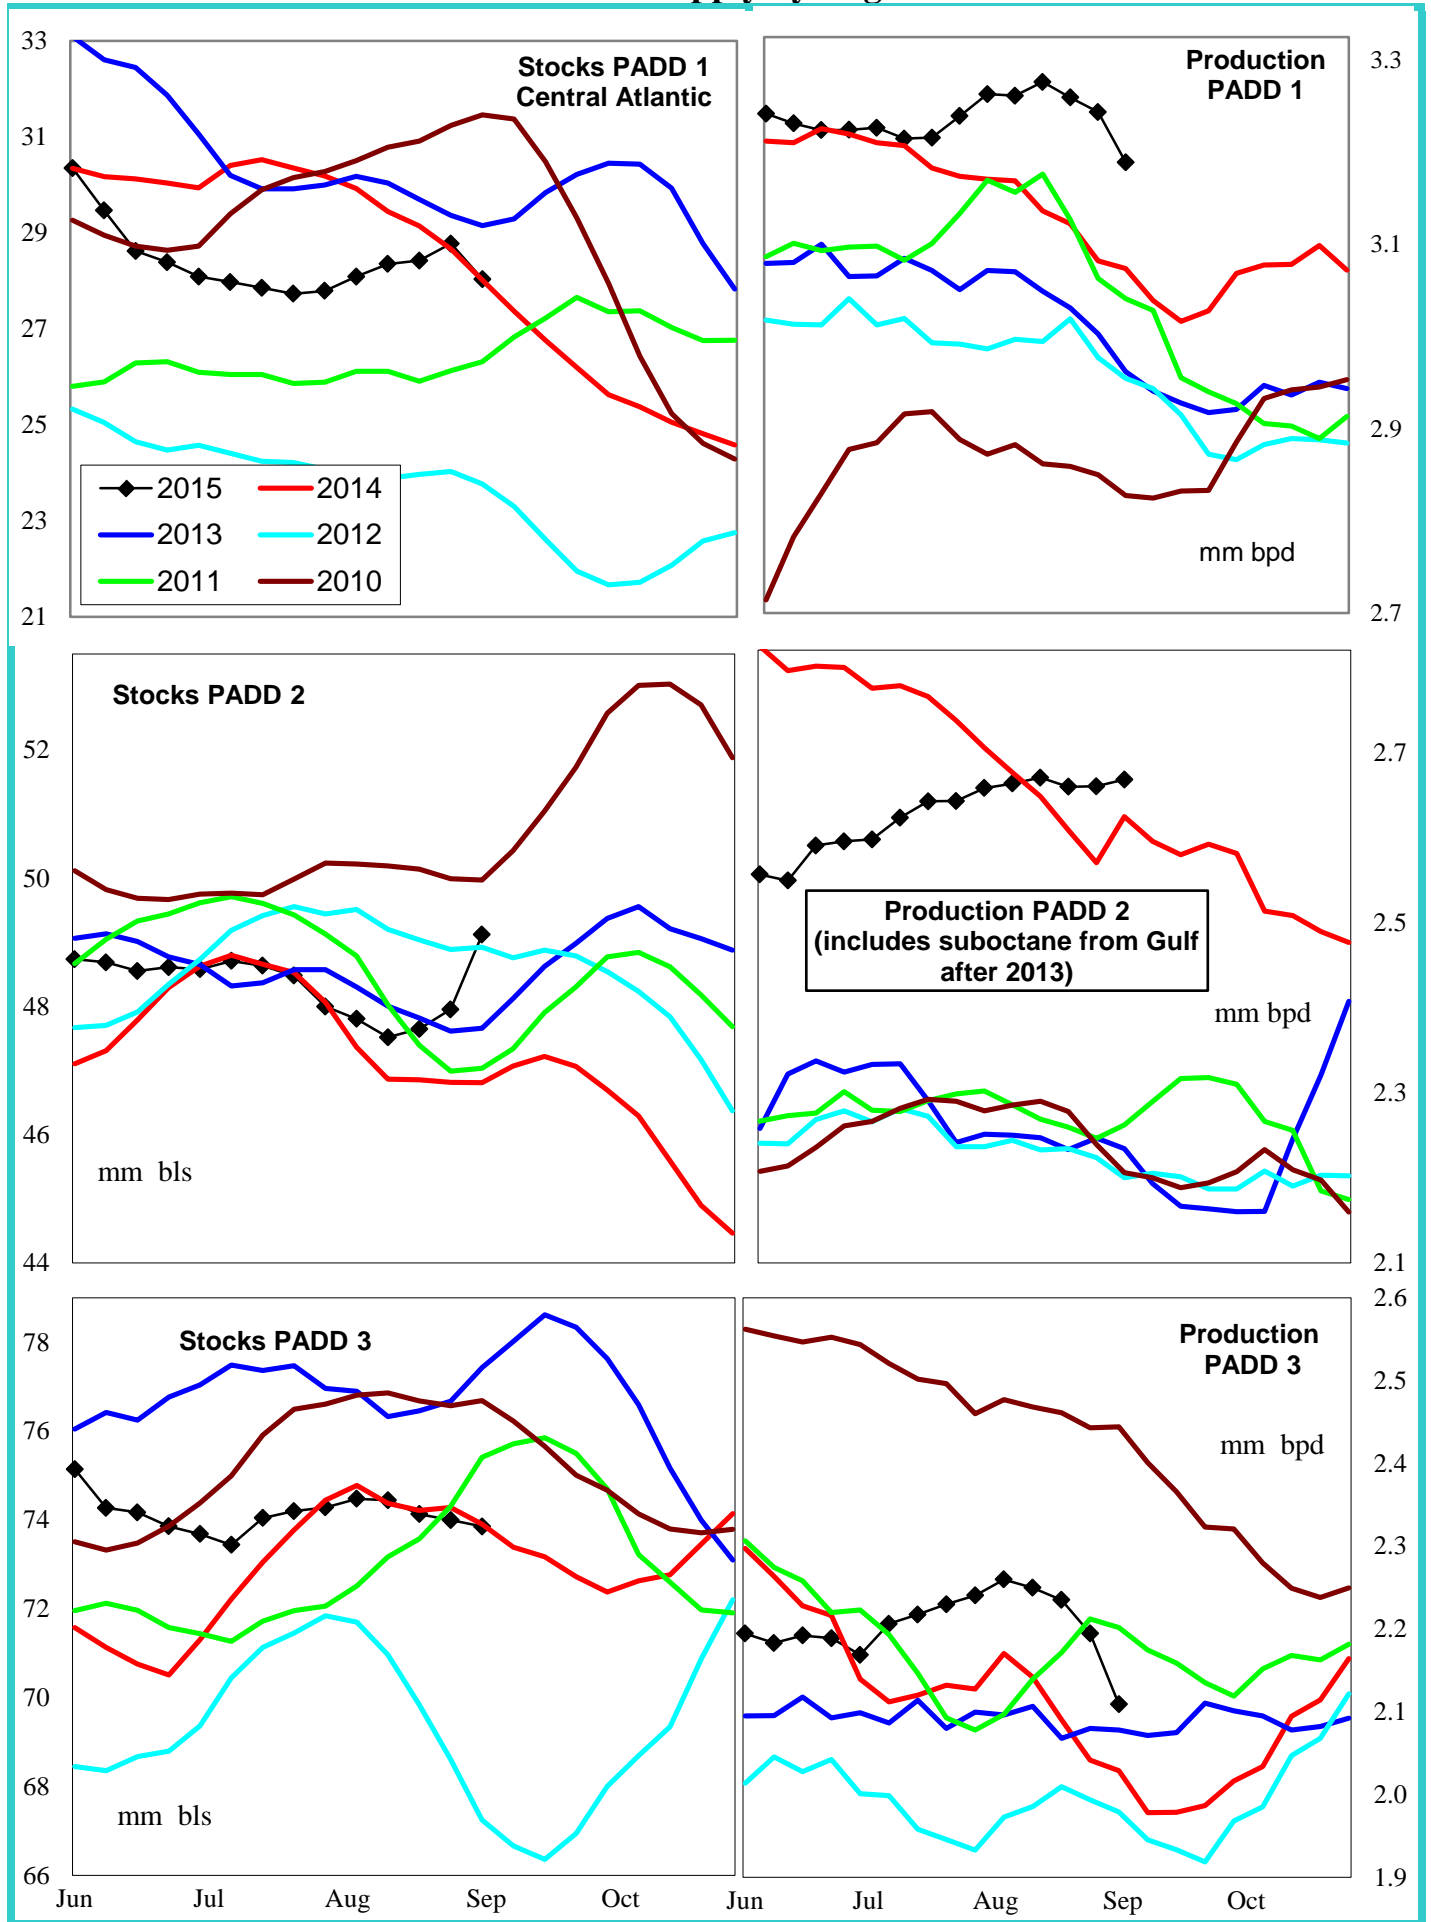 33
31
29
27
25
23
21
Stocks PADD 1
Central Atlantic
2015
2014
2013
2012
2011
2010
Production
PADD 1
mm bpd
3.3
3.1
2.9
2.7
Stocks PADD 2
mm bls
52
50
48
46
44
Production PADD 2
(includes suboctane from Gulf
after 2013)
mm bpd
2.7
2.5
2.3
2.1
Stocks PADD 3
mm bls
78
76
74
72
70
68
66
Jun
Jul
Aug
Sep
Oct
Production
PADD 3
mm bpd
2.6
2.5
2.4
2.3
2.2
2.1
2.0
1.9
Jun
Jul
Aug
Sep
Oct